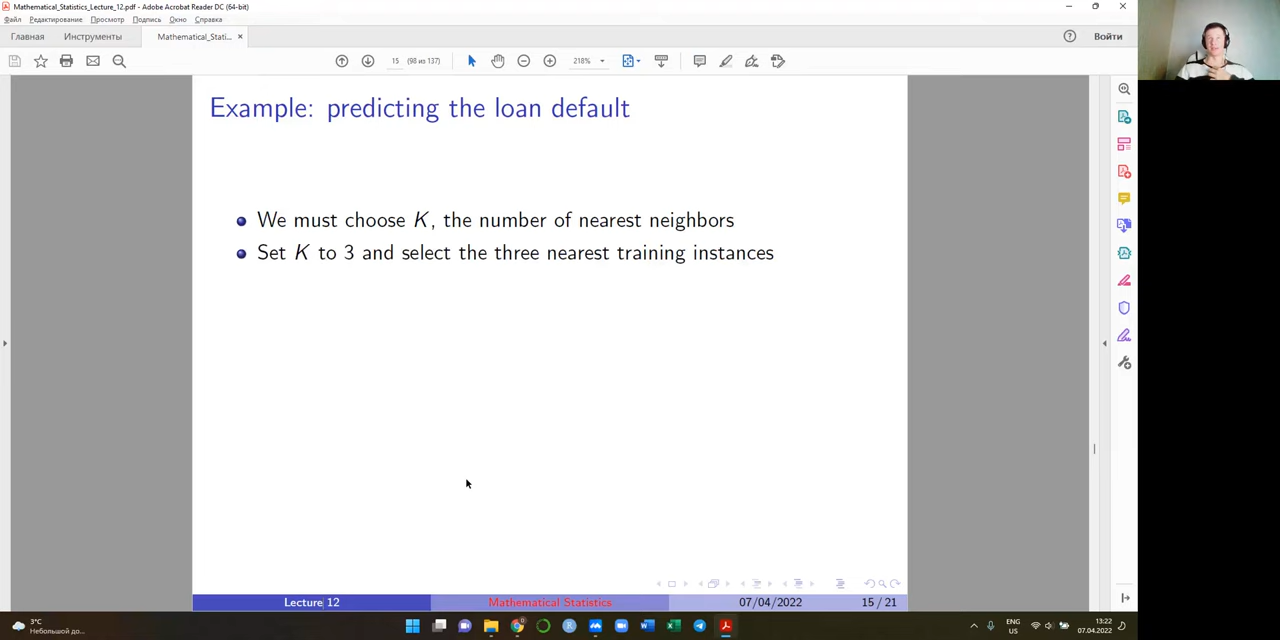 Mathematical_Statistics_Lecture_12.pdf - Adobe Acrobat Reader DC (64-bit)
Файл Редактирование Просмотр Подпись Окно Справка
Главная Инструменты Mathematical_Stati... × Войти
15 (98 из 137) 218%
Example: predicting the loan default
We must choose K, the number of nearest neighbors
Set K to 3 and select the three nearest training instances
Lecture 12 Mathematical Statistics 07/04/2022 15 / 21
3°C
Небольшой до...
ENG
US
13:22
07.04.2022